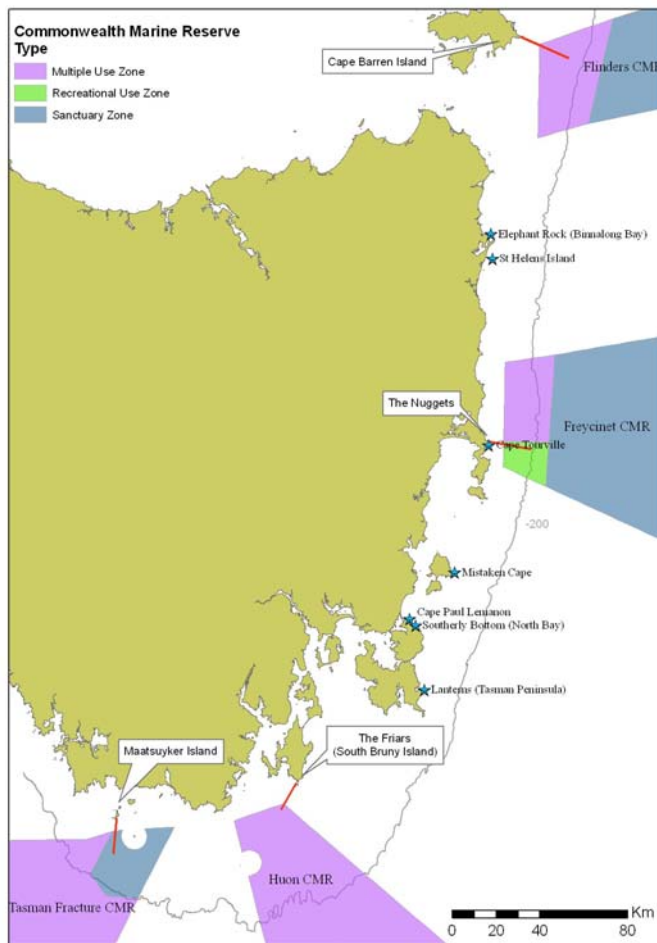 Commonwealth Marine Reserve
Type
Multiple Use Zone
Recreational Use Zone
Sanctuary Zone
Cape Barren Island
Flinders CMR
Elephant Rock (Binnalong Bay)
St Helens Island
The Nuggets
Freycinet CMR
Cape Tourville
-200
Mistaken Cape
Cape Paul Lemanon
Southerly Bottom (North Bay)
Lanterns (Tasman Peninsula)
The Friars
(South Bruny Island)
Maatsuyker Island
Huon CMR
Tasman Fracture CMR
Km
0 20 40 80